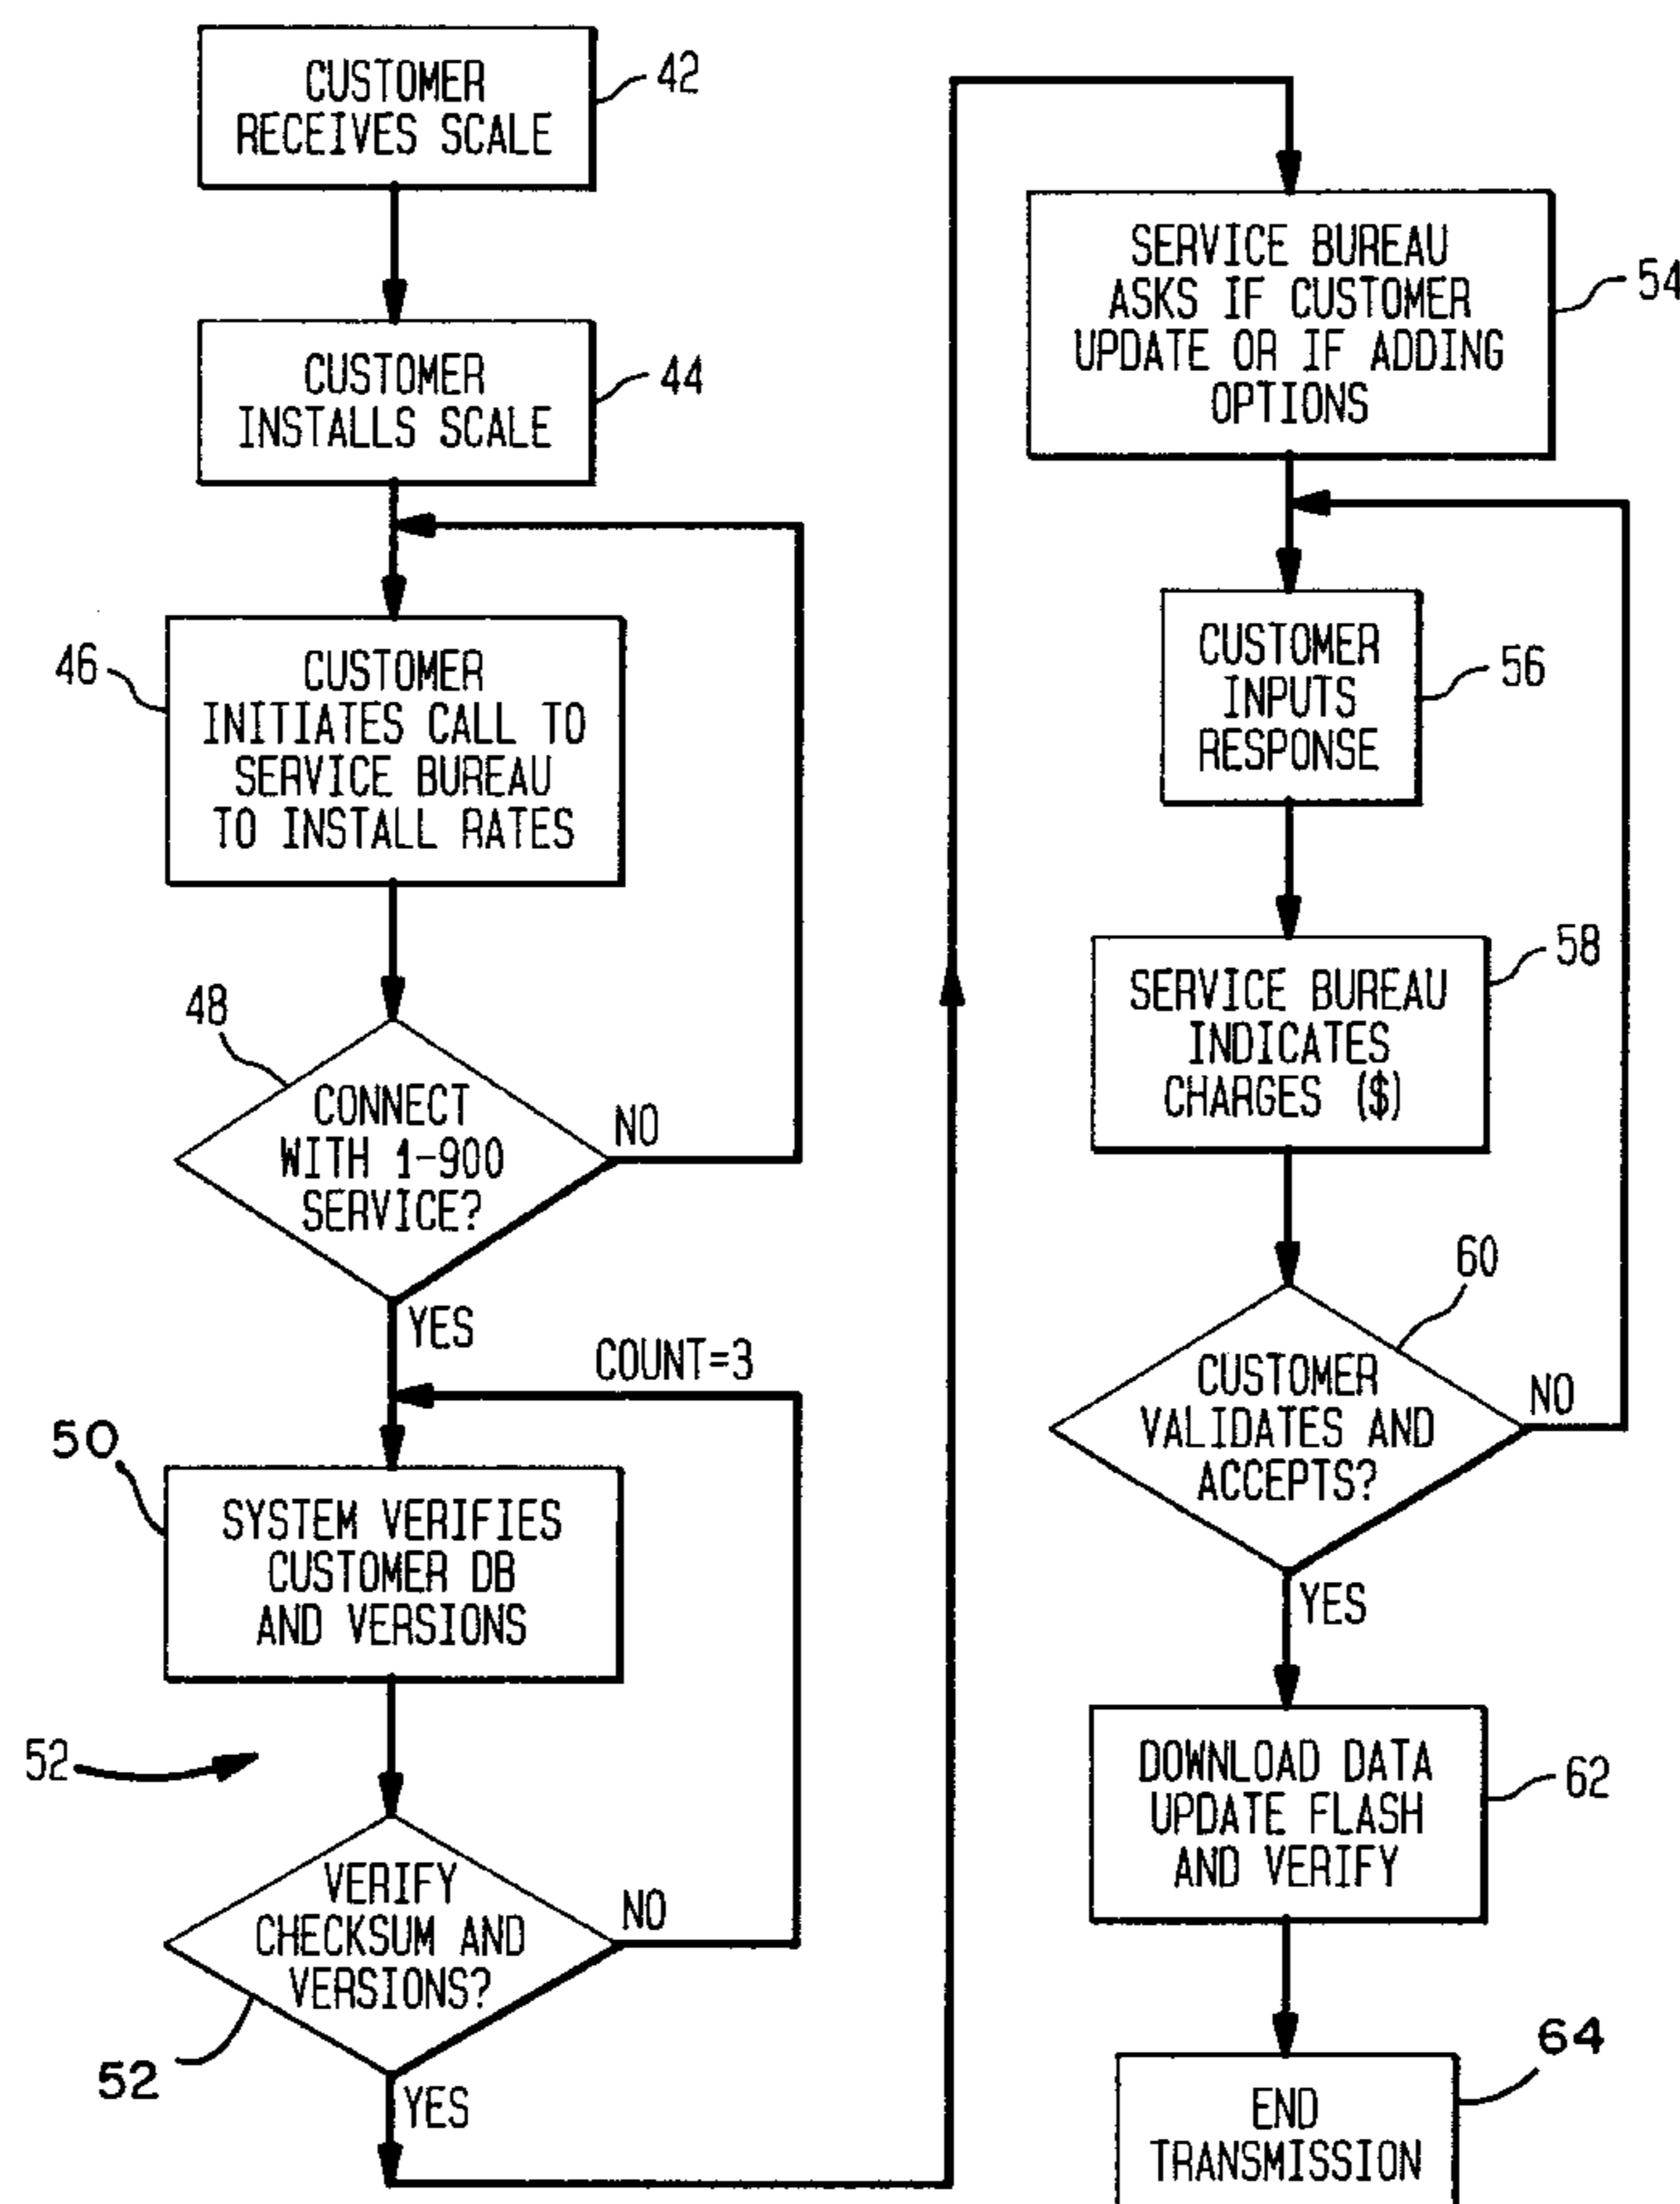 CUSTOMER
RECEIVES SCALE
42
CUSTOMER
INSTALLS SCALE
44
46
CUSTOMER
INITIATES CALL TO
SERVICE BUREAU
TO INSTALL RATES
48
CONNECT
WITH 1-900
SERVICE?
NO
YES
COUNT=3
50
SYSTEM VERIFIES
CUSTOMER DB
AND VERSIONS
52
VERIFY
CHECKSUM AND
VERSIONS?
NO
52
YES
SERVICE BUREAU
ASKS IF CUSTOMER
UPDATE OR IF ADDING
OPTIONS
54
CUSTOMER
INPUTS
RESPONSE
56
SERVICE BUREAU
INDICATES
CHARGES ($)
58
60
CUSTOMER
VALIDATES AND
ACCEPTS?
NO
YES
DOWNLOAD DATA
UPDATE FLASH
AND VERIFY
62
64
END
TRANSMISSION